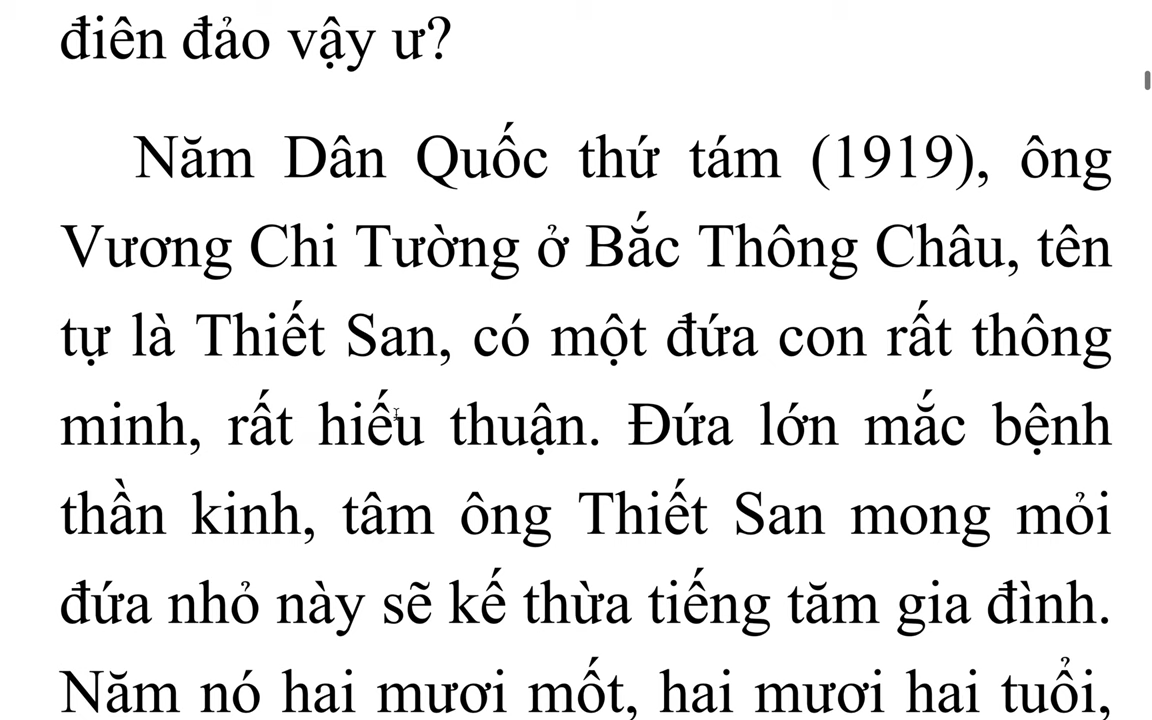 điên đảo vậy ư?
Năm Dân Quốc thứ tám (1919), ông
Vương Chi Tường ở Bắc Thông Châu, tên
tự là Thiết San, có một đứa con rất thông
minh, rất hiếu thuận. Đứa lớn mắc bệnh
thần kinh, tâm ông Thiết San mong mỏi
đứa nhỏ này sẽ kế thừa tiếng tăm gia đình.
Năm nó hai mươi mốt, hai mươi hai tuổi,